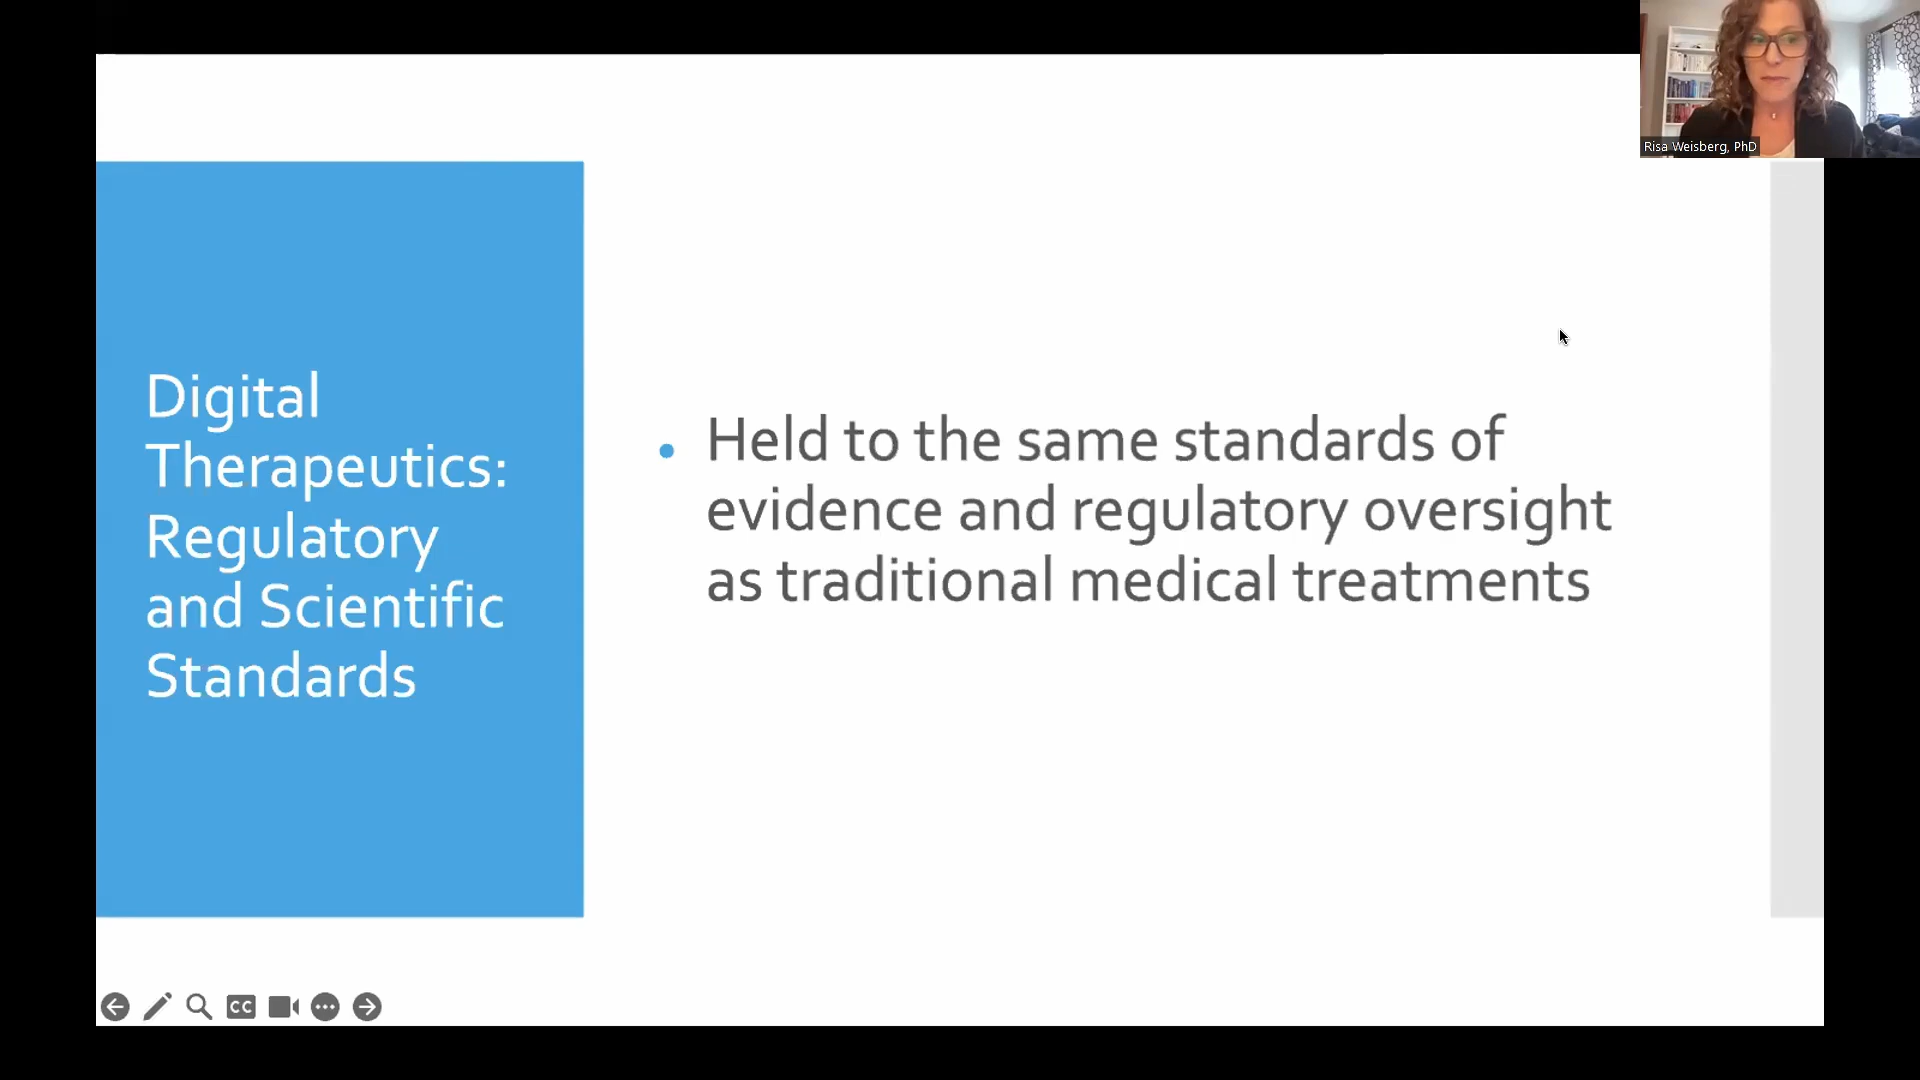 Risa Weisberg, PhD
Digital
Therapeutics:
Regulatory
and Scientific
Standards
• Held to the same standards of
evidence and regulatory oversight
as traditional medical treatments
CC